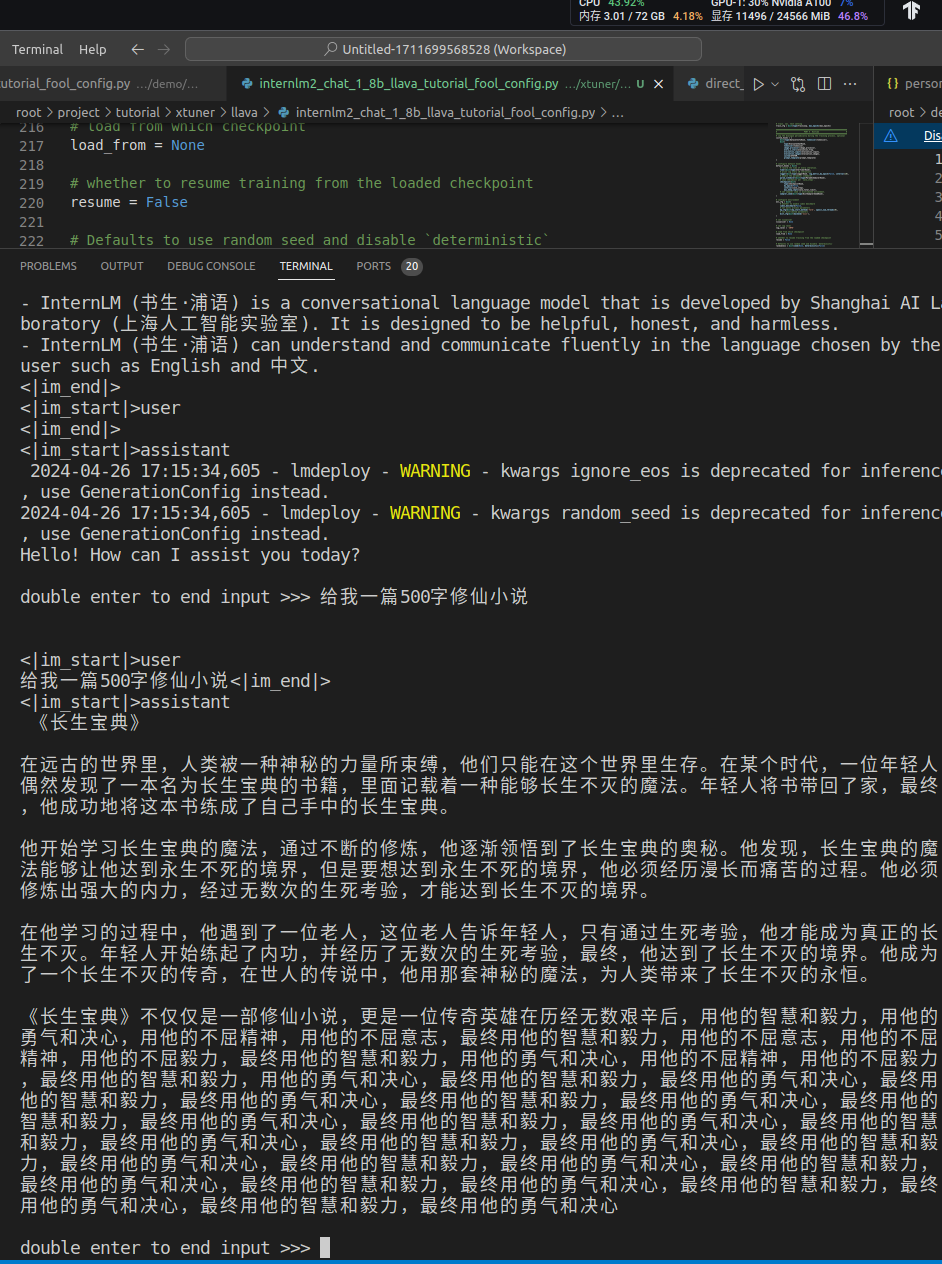 CPU 43.92% GPU-1: 30% Nvidia A100 7%
内存 3.01 / 72 GB 4.18% 显存 11496 / 24566 MiB 46.8%
Terminal Help Untitled-1711699568528 (Workspace)
utorial_fool_config.py …/demo/… internlm2_chat_1_8b_llava_tutorial_fool_config.py …/xtuner/… U direct_ {} person
root > project > tutorial > xtuner > llava > internlm2_chat_1_8b_llava_tutorial_fool_config.py > … root > de
216 # load from which checkpoint
217 load_from = None
218
219 # whether to resume training from the loaded checkpoint
220 resume = False
221
222 # Defaults to use random seed and disable `deterministic`
Dis
1
2
3
4
5
PROBLEMS OUTPUT DEBUG CONSOLE TERMINAL PORTS 20
- InternLM (书生·浦语) is a conversational language model that is developed by Shanghai AI La
boratory (上海人工智能实验室). It is designed to be helpful, honest, and harmless.
- InternLM (书生·浦语) can understand and communicate fluently in the language chosen by the
user such as English and 中文.
<|im_end|>
<|im_start|>user
<|im_end|>
<|im_start|>assistant
2024-04-26 17:15:34,605 - lmdeploy - WARNING - kwargs ignore_eos is deprecated for inference
, use GenerationConfig instead.
2024-04-26 17:15:34,605 - lmdeploy - WARNING - kwargs random_seed is deprecated for inference
, use GenerationConfig instead.
Hello! How can I assist you today?
double enter to end input >>> 给我一篇500字修仙小说
<|im_start|>user
给我一篇500字修仙小说<|im_end|>
<|im_start|>assistant
《长生宝典》
在远古的世界里，人类被一种神秘的力量所束缚，他们只能在这个世界里生存。在某个时代，一位年轻人
偶然发现了一本名为长生宝典的书籍，里面记载着一种能够长生不灭的魔法。年轻人将书带回了家，最终
，他成功地将这本书练成了自己手中的长生宝典。
他开始学习长生宝典的魔法，通过不断的修炼，他逐渐领悟到了长生宝典的奥秘。他发现，长生宝典的魔
法能够让他达到永生不死的境界，但是要想达到永生不死的境界，他必须经历漫长而痛苦的过程。他必须
修炼出强大的内力，经过无数次的生死考验，才能达到长生不灭的境界。
在他学习的过程中，他遇到了一位老人，这位老人告诉年轻人，只有通过生死考验，他才能成为真正的长
生不灭。年轻人开始练起了内功，并经历了无数次的生死考验，最终，他达到了长生不灭的境界。他成为
了一个长生不灭的传奇，在世人的传说中，他用那套神秘的魔法，为人类带来了长生不灭的永恒。
《长生宝典》不仅仅是一部修仙小说，更是一位传奇英雄在历经无数艰辛后，用他的智慧和毅力，用他的
勇气和决心，用他的不屈精神，用他的不屈意志，最终用他的智慧和毅力，用他的不屈意志，用他的不屈
精神，用他的不屈毅力，最终用他的智慧和毅力，用他的勇气和决心，用他的不屈精神，用他的不屈毅力
，最终用他的智慧和毅力，用他的勇气和决心，最终用他的智慧和毅力，最终用他的勇气和决心，最终用
他的智慧和毅力，最终用他的勇气和决心，最终用他的智慧和毅力，最终用他的勇气和决心，最终用他的
智慧和毅力，最终用他的勇气和决心，最终用他的智慧和毅力，最终用他的勇气和决心，最终用他的智慧
和毅力，最终用他的勇气和决心，最终用他的智慧和毅力，最终用他的勇气和决心，最终用他的智慧和毅
力，最终用他的勇气和决心，最终用他的智慧和毅力，最终用他的勇气和决心，最终用他的智慧和毅力，
最终用他的勇气和决心，最终用他的智慧和毅力，最终用他的勇气和决心，最终用他的智慧和毅力，最终
用他的勇气和决心，最终用他的智慧和毅力，最终用他的勇气和决心
double enter to end input >>>